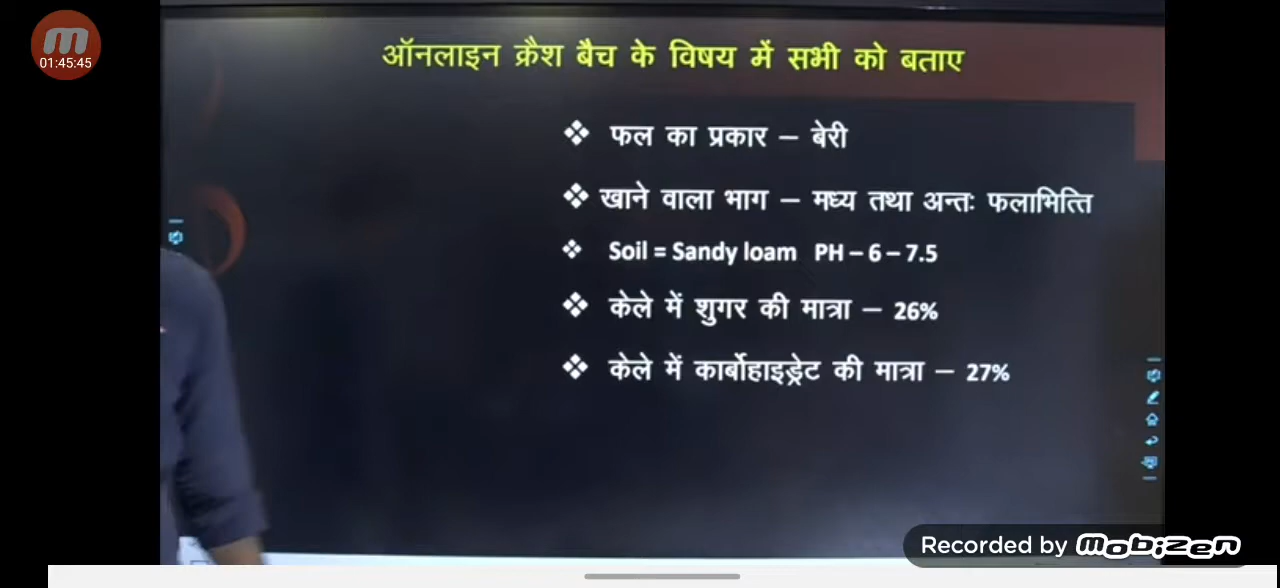 01:45:45
ऑनलाइन क्रैश बैच के विषय में सभी को बताए
❖ फल का प्रकार – बेरी
❖ खाने वाला भाग – मध्य तथा अन्तः फलाभित्ति
❖ Soil = Sandy loam PH – 6 – 7.5
❖ केले में शुगर की मात्रा – 26%
❖ केले में कार्बोहाइड्रेट की मात्रा – 27%
Recorded by mobizen